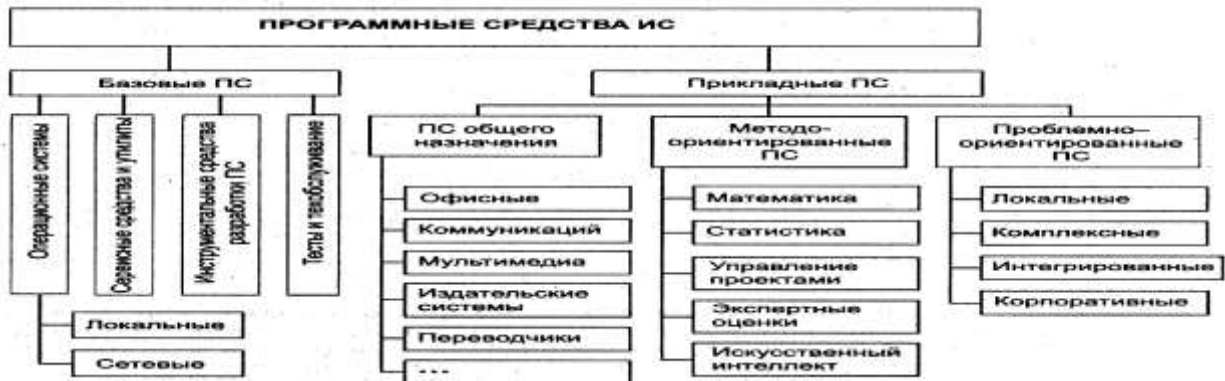 ПРОГРАММНЫЕ СРЕДСТВА ИС
Базовые ПС
Прикладные ПС
Операционные системы
Сервисные средства и утилиты
Инструментальные средства
разработки ПС
Тесты и техобслуживание
Локальные
Сетевые
ПС общего
назначения
Офисные
Коммуникаций
Мультимедиа
Издательские
системы
Переводчики
...
Методо-
ориентированные
ПС
Математика
Статистика
Управление
проектами
Экспертные
оценки
Искусственный
интеллект
Проблемно-
ориентированные
ПС
Локальные
Комплексные
Интегрированные
Корпоративные